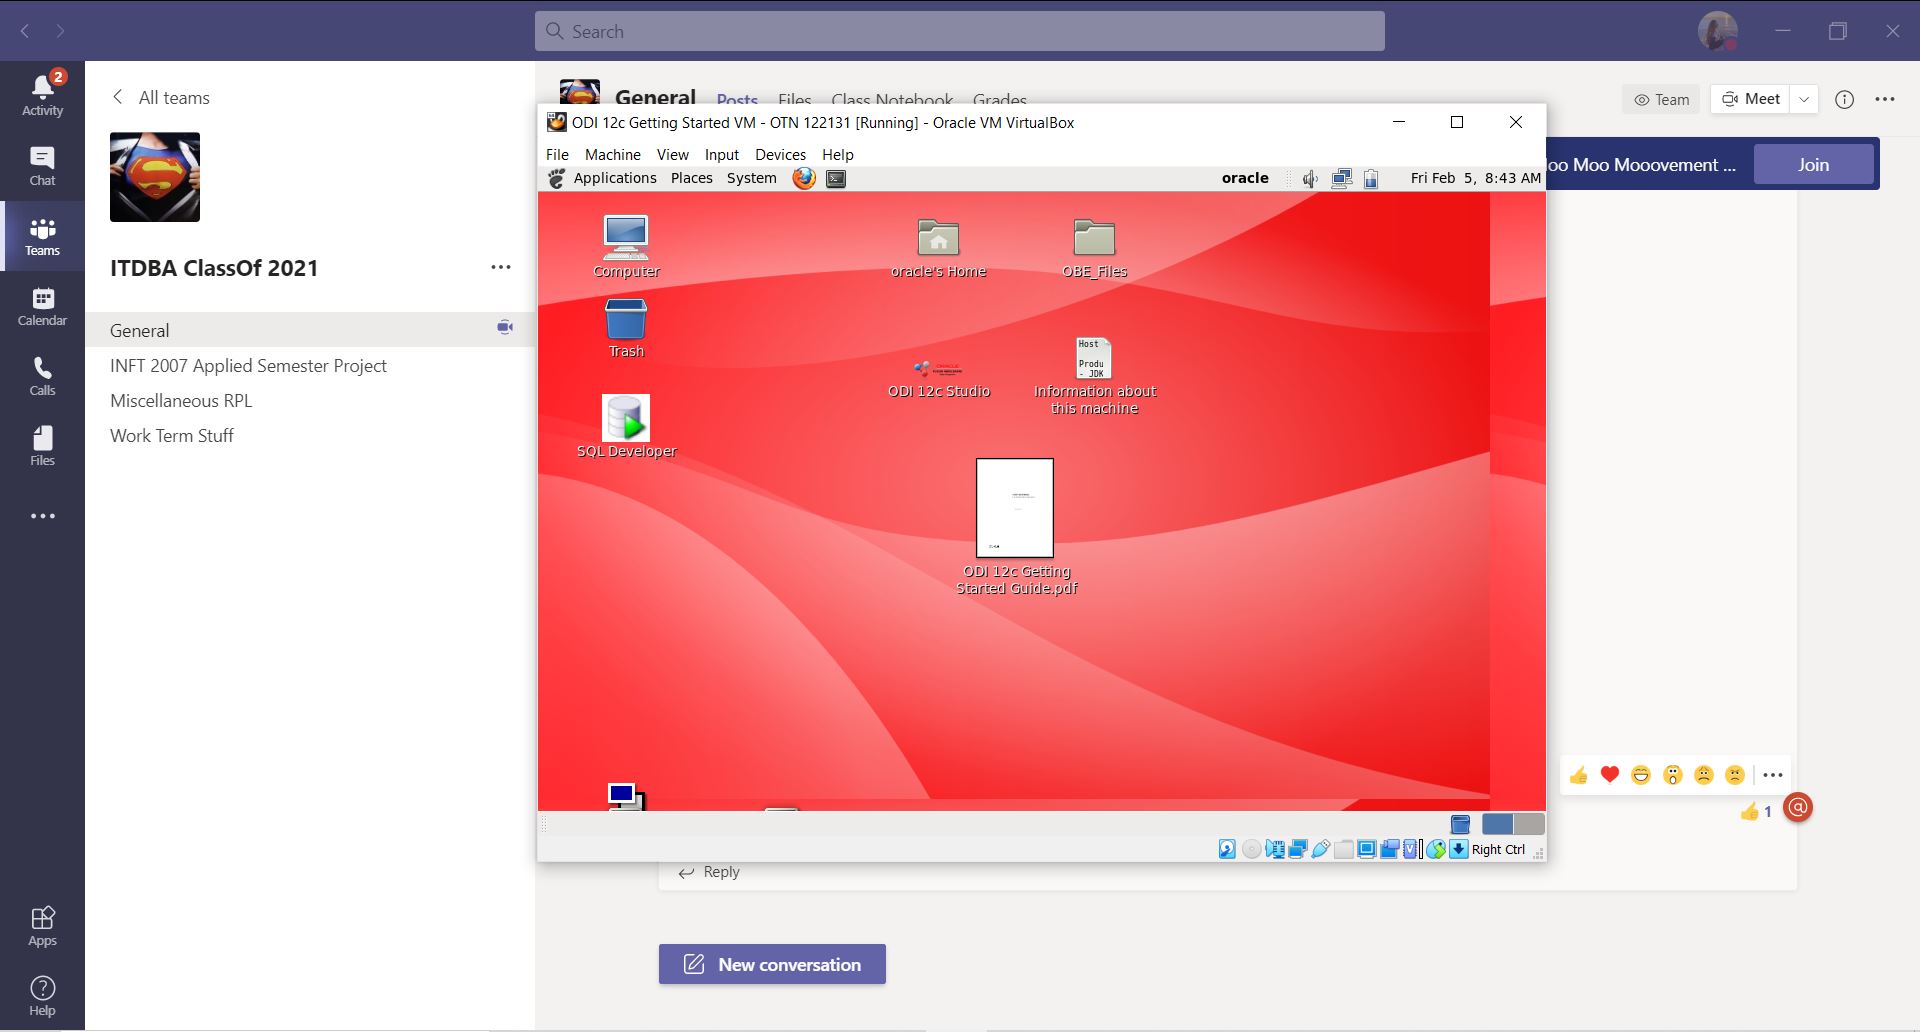 Search
2
Activity
Chat
Teams
Calendar
Calls
Files
Apps
Help
All teams
ITDBA ClassOf 2021
General
INFT 2007 Applied Semester Project
Miscellaneous RPL
Work Term Stuff
General Posts Files Class Notebook Grades
Team Meet
Moo Mooovement ... Join
ODI 12c Getting Started VM - OTN 122131 [Running] - Oracle VM VirtualBox
File Machine View Input Devices Help
Applications Places System oracle Fri Feb 5, 8:43 AM
Computer
oracle's Home
OBE_Files
Trash
Host
Produ
- JDK
ODI 12c Studio
Information about
this machine
SQL Developer
ODI 12c Getting
Started Guide.pdf
Right Ctrl
1
@
Reply
New conversation